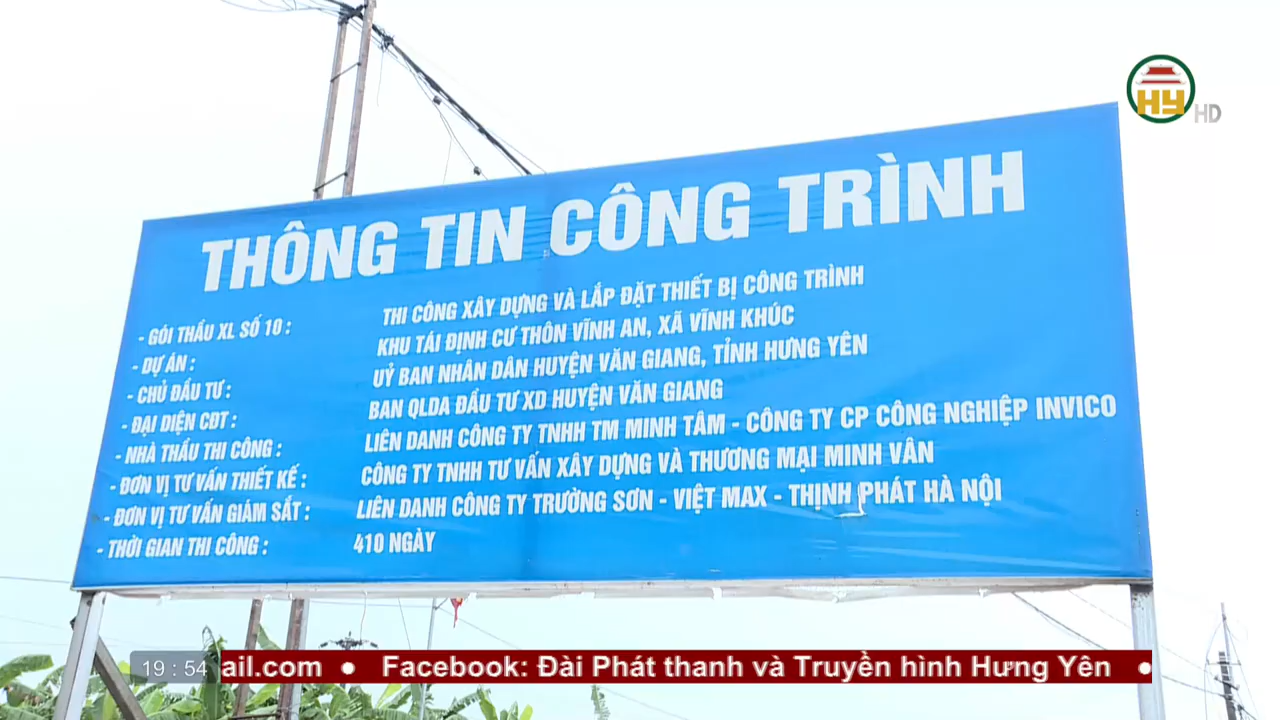 HY HD
THÔNG TIN CÔNG TRÌNH
- GÓI THẦU XL SỐ 10 : THI CÔNG XÂY DỰNG VÀ LẮP ĐẶT THIẾT BỊ CÔNG TRÌNH
- DỰ ÁN : KHU TÁI ĐỊNH CƯ THÔN VĨNH AN, XÃ VĨNH KHÚC
- CHỦ ĐẦU TƯ : UỶ BAN NHÂN DÂN HUYỆN VĂN GIANG, TỈNH HƯNG YÊN
- ĐẠI DIỆN CĐT : BAN QLDA ĐẦU TƯ XD HUYỆN VĂN GIANG
- NHÀ THẦU THI CÔNG : LIÊN DANH CÔNG TY TNHH TM MINH TÂM - CÔNG TY CP CÔNG NGHIỆP INVICO
- ĐƠN VỊ TƯ VẤN THIẾT KẾ : CÔNG TY TNHH TƯ VẤN XÂY DỰNG VÀ THƯƠNG MẠI MINH VÂN
- ĐƠN VỊ TƯ VẤN GIÁM SẮT : LIÊN DANH CÔNG TY TRƯỜNG SƠN - VIỆT MAX - THỊNH PHÁT HÀ NỘI
- THỜI GIAN THI CÔNG : 410 NGÀY
19 : 54 ail.com ● Facebook: Đài Phát thanh và Truyền hình Hưng Yên ●